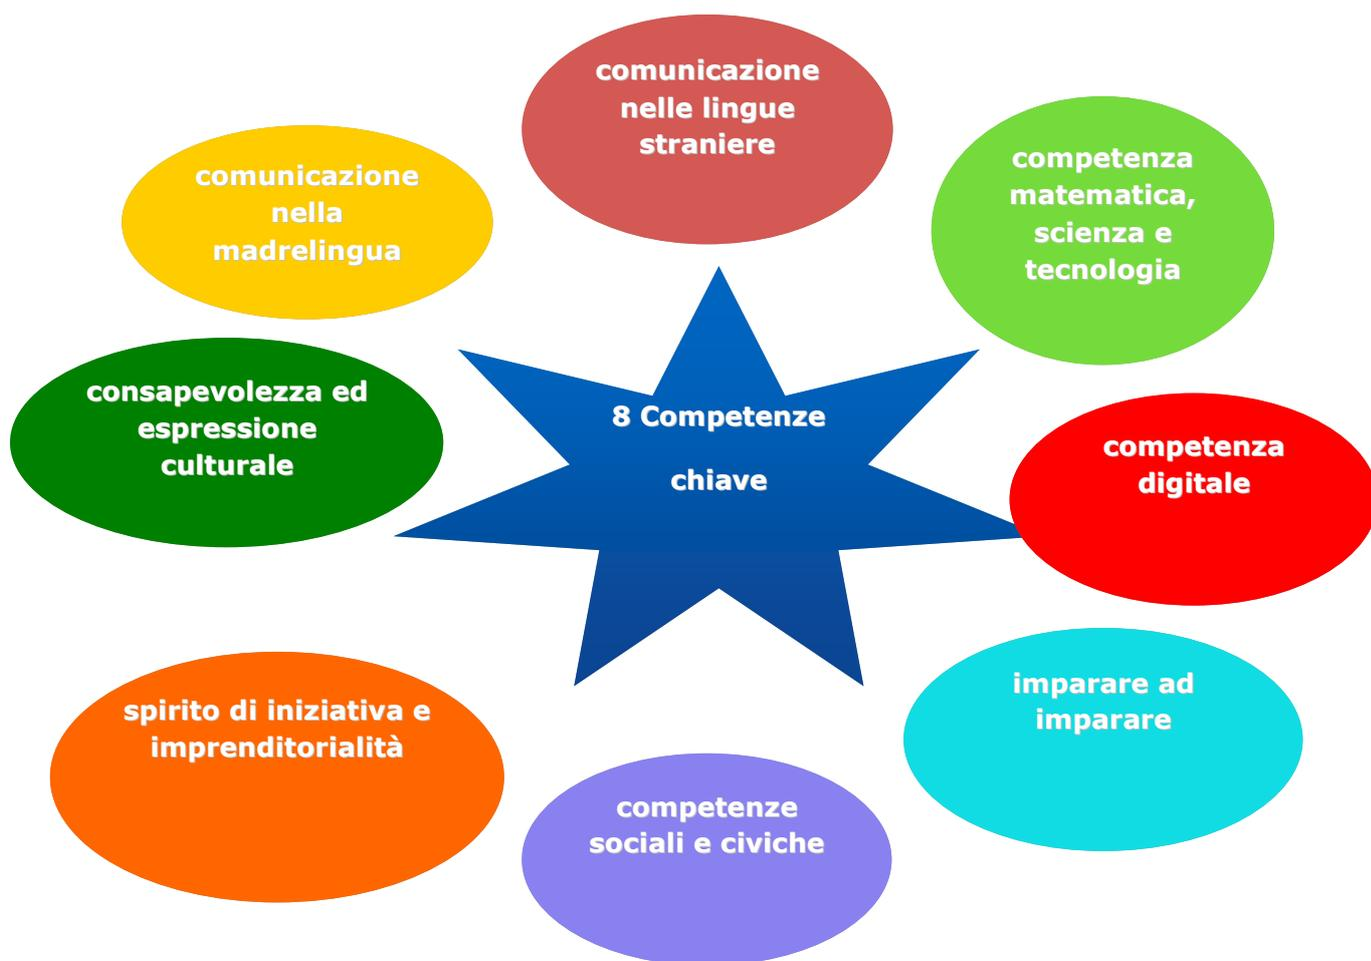 comunicazione
nelle lingue
straniere
comunicazione
nella
madrelingua
competenza
matematica,
scienza e
tecnologia
consapevolezza ed
espressione
culturale
8 Competenze
chiave
competenza
digitale
spirito di iniziativa e
imprenditorialità
imparare ad
imparare
competenze
sociali e civiche